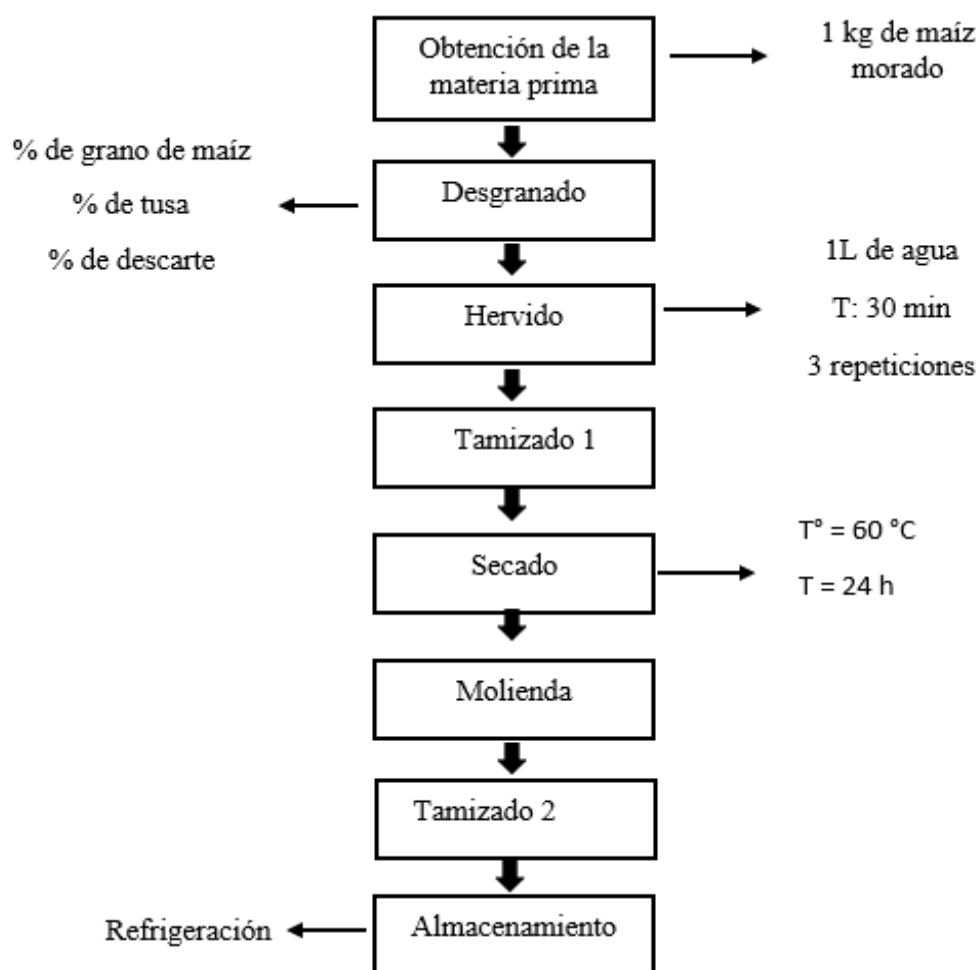 Obtención de la
materia prima
1 kg de maíz
morado
% de grano de maíz
% de tusa
% de descarte
Desgranado
Hervido
1L de agua
T: 30 min
3 repeticiones
Tamizado 1
Secado
T° = 60 °C
T = 24 h
Molienda
Tamizado 2
Almacenamiento
Refrigeración